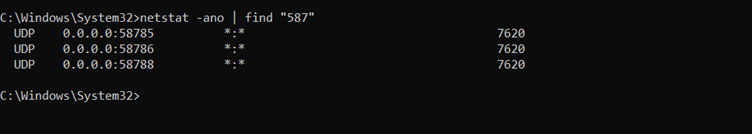 C:\Windows\System32>netstat -ano | find "587"
UDP    0.0.0.0:58785          *:*                                    7620
UDP    0.0.0.0:58786          *:*                                    7620
UDP    0.0.0.0:58788          *:*                                    7620
C:\Windows\System32>